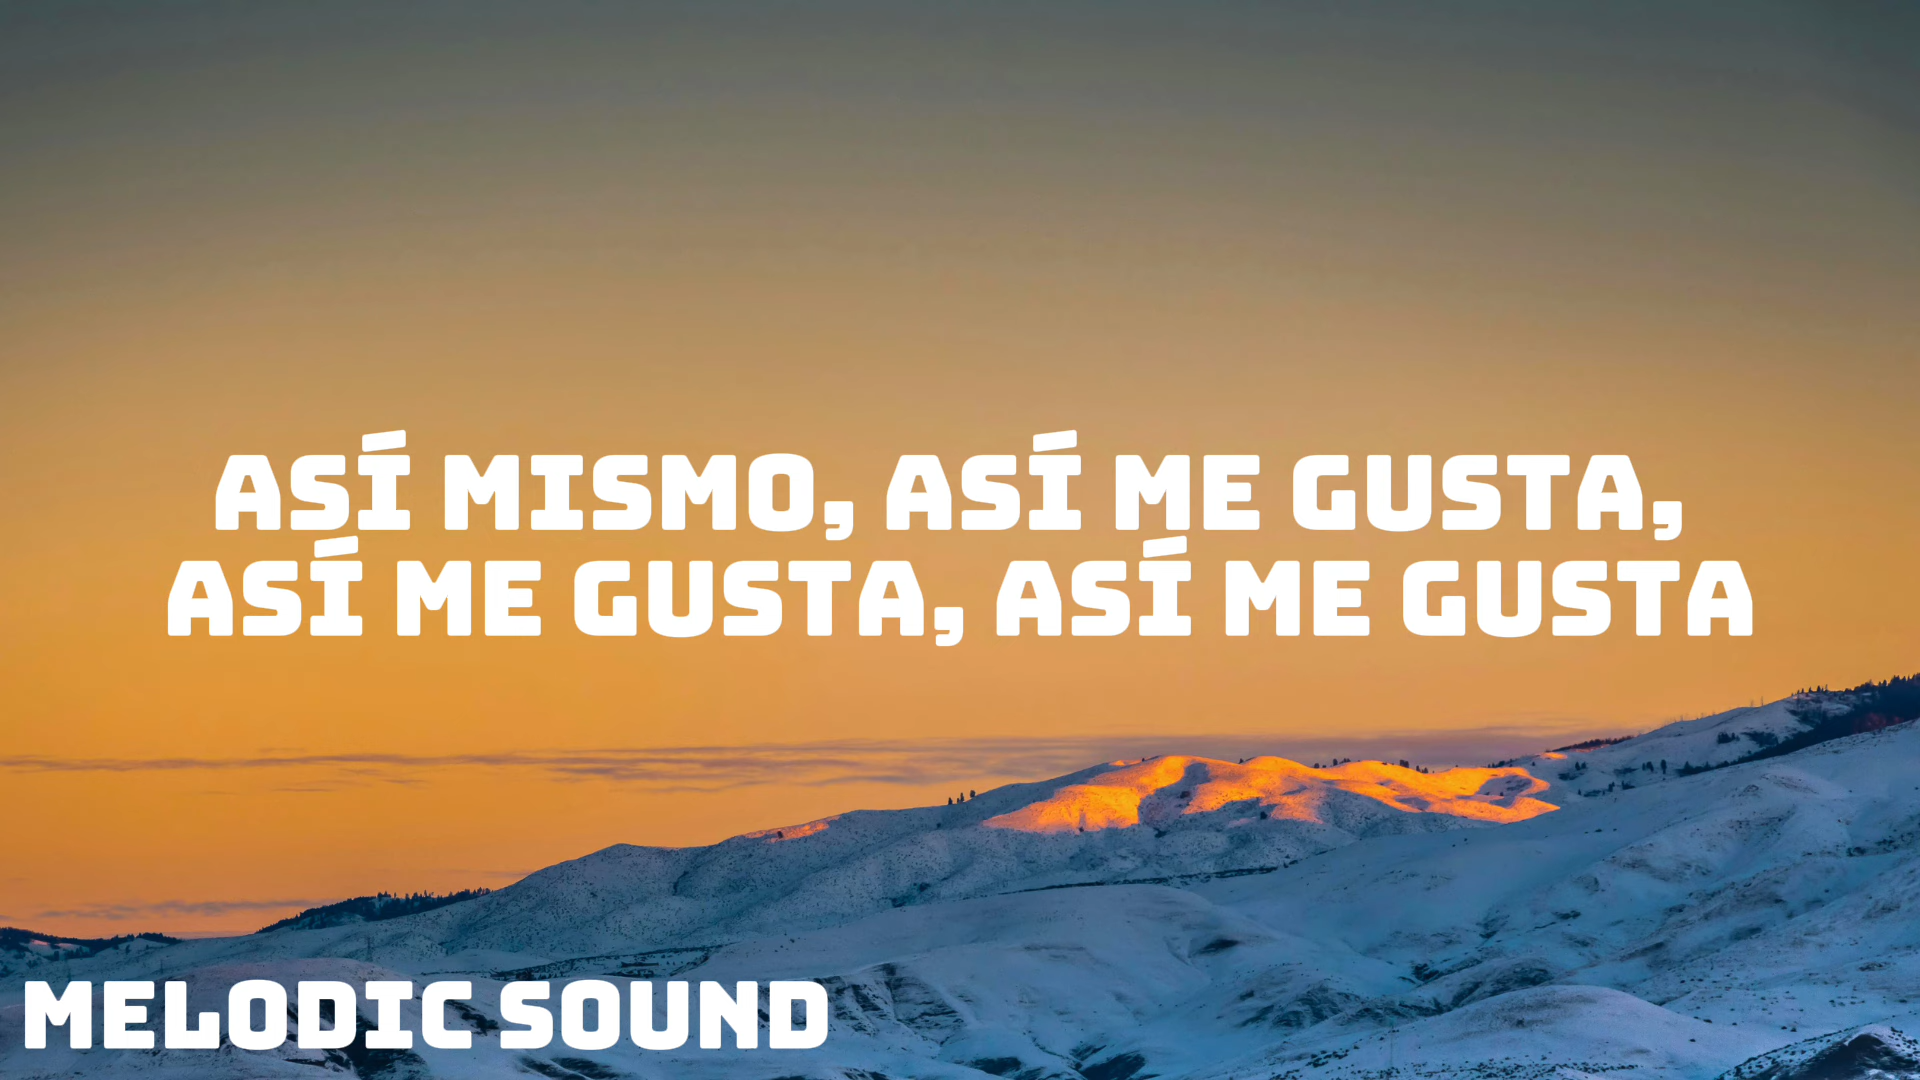 ASÍ MISMO, ASÍ ME GUSTA,
ASÍ ME GUSTA, ASÍ ME GUSTA
MELODIC SOUND